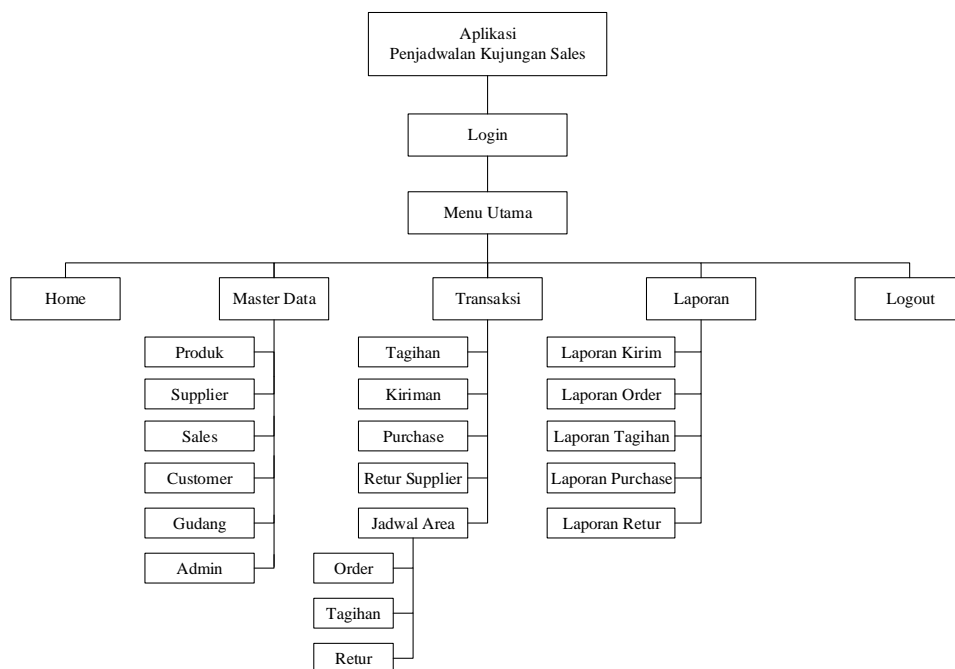 Aplikasi
Penjadwalan Kujungan Sales
Login
Menu Utama
Home
Master Data
Transaksi
Laporan
Logout
Produk
Supplier
Sales
Customer
Gudang
Admin
Tagihan
Kiriman
Purchase
Retur Supplier
Jadwal Area
Order
Tagihan
Retur
Laporan Kirim
Laporan Order
Laporan Tagihan
Laporan Purchase
Laporan Retur